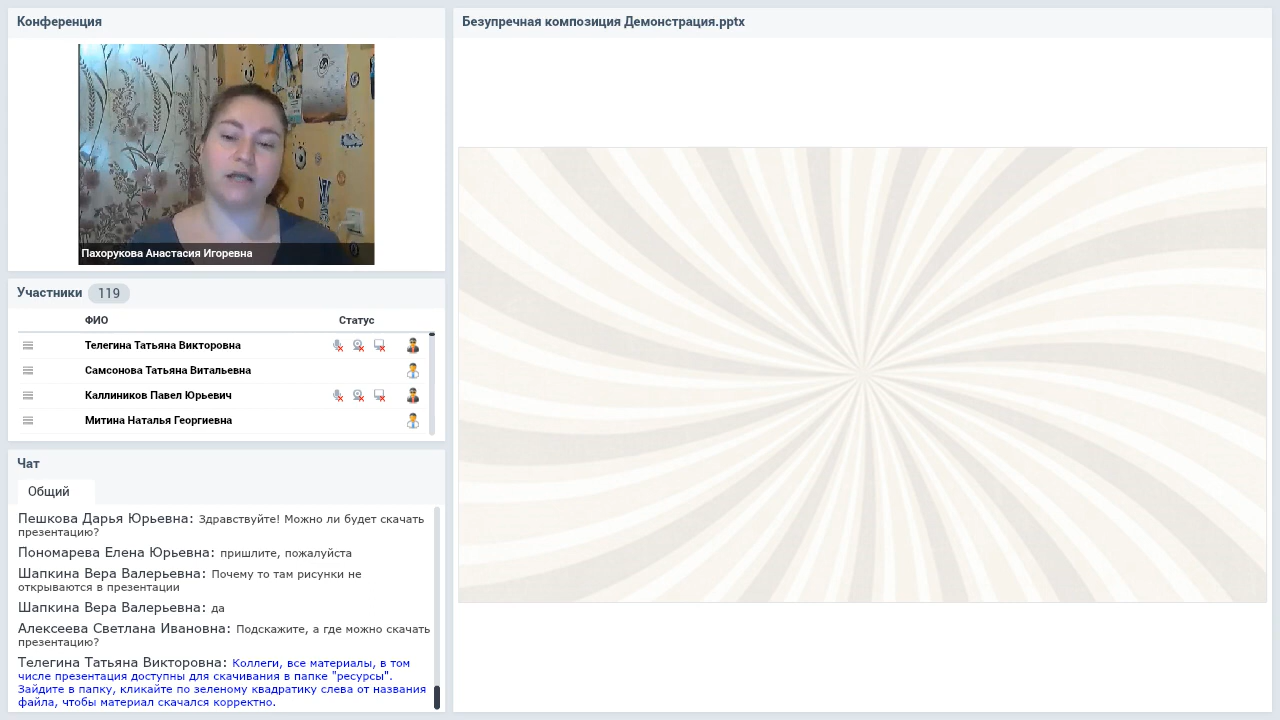 Конференция
Пахорукова Анастасия Игоревна
Участники 119
ФИО Статус
Телегина Татьяна Викторовна
Самсонова Татьяна Витальевна
Каллиников Павел Юрьевич
Митина Наталья Георгиевна
Чат
Общий
Пешкова Дарья Юрьевна: Здравствуйте! Можно ли будет скачать
презентацию?
Пономарева Елена Юрьевна: пришлите, пожалуйста
Шапкина Вера Валерьевна: Почему то там рисунки не
открываются в презентации
Шапкина Вера Валерьевна: да
Алексеева Светлана Ивановна: Подскажите, а где можно скачать
презентацию?
Телегина Татьяна Викторовна: Коллеги, все материалы, в том
числе презентация доступны для скачивания в папке "ресурсы".
Зайдите в папку, кликайте по зеленому квадратику слева от названия
файла, чтобы материал скачался корректно.
Безупречная композиция Демонстрация.pptx